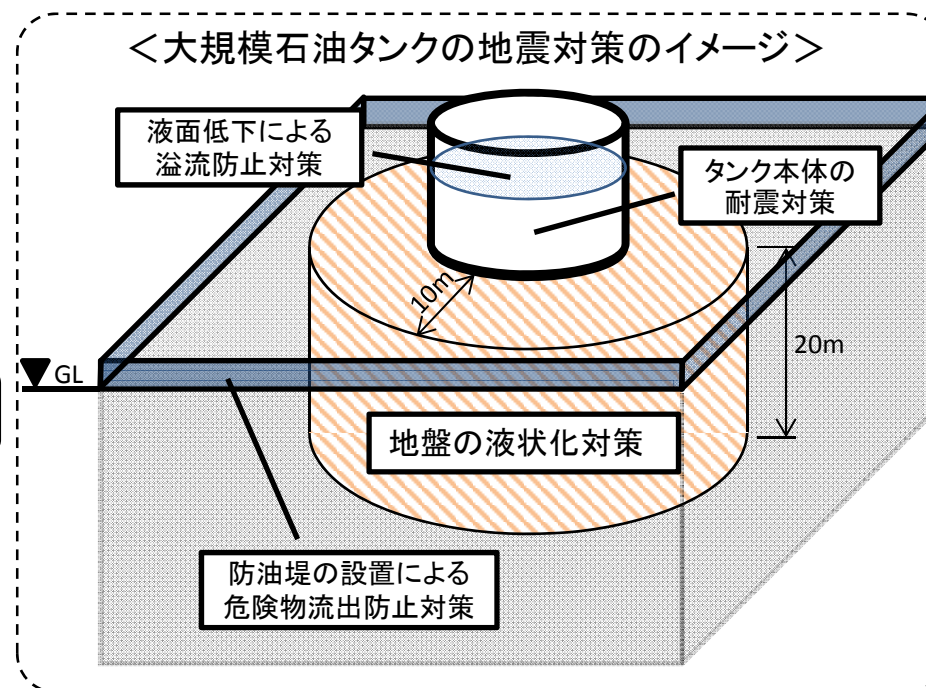 ＜大規模石油タンクの地震対策のイメージ＞
液面低下による
溢流防止対策
タンク本体の
耐震対策
10m
20m
GL
地盤の液状化対策
防油堤の設置による
危険物流出防止対策